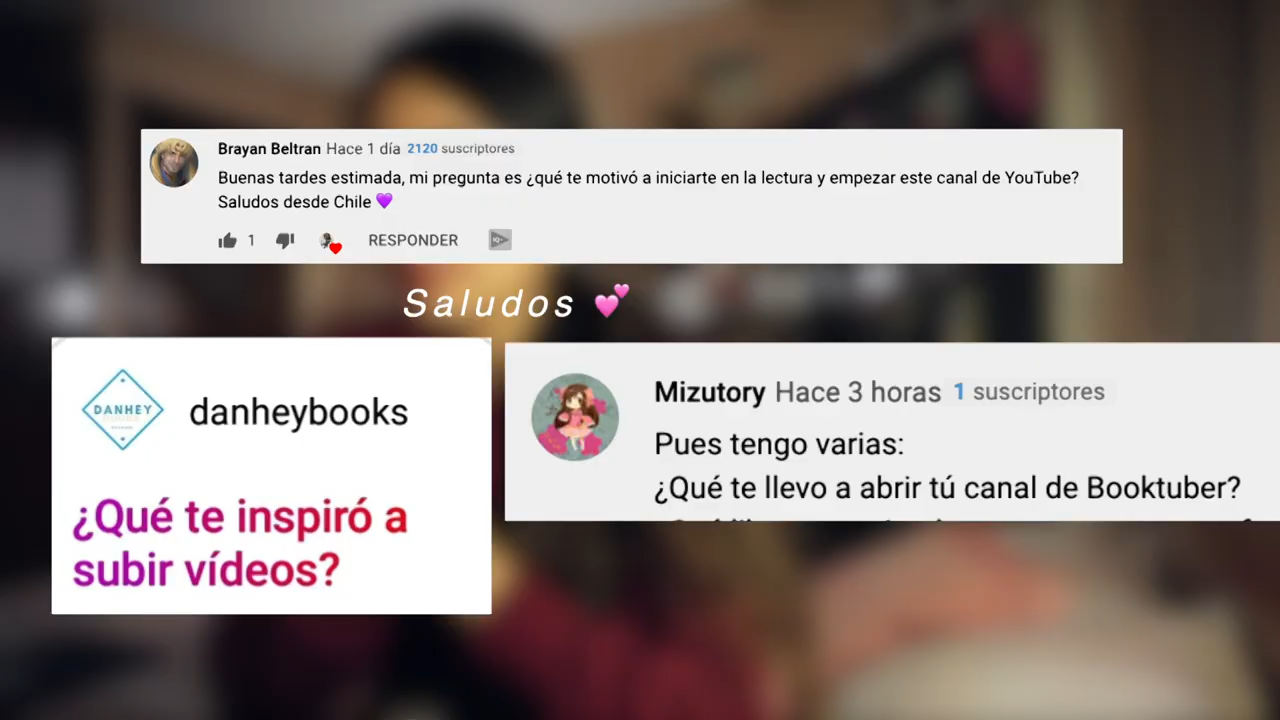 Brayan Beltran Hace 1 día 2120 suscriptores
Buenas tardes estimada, mi pregunta es ¿qué te motivó a iniciarte en la lectura y empezar este canal de YouTube?
Saludos desde Chile 💜
1 RESPONDER
Saludos 💕
DANHEY
danheybooks
¿Qué te inspiró a
subir vídeos?
Mizutory Hace 3 horas 1 suscriptores
Pues tengo varias:
¿Qué te llevo a abrir tú canal de Booktuber?